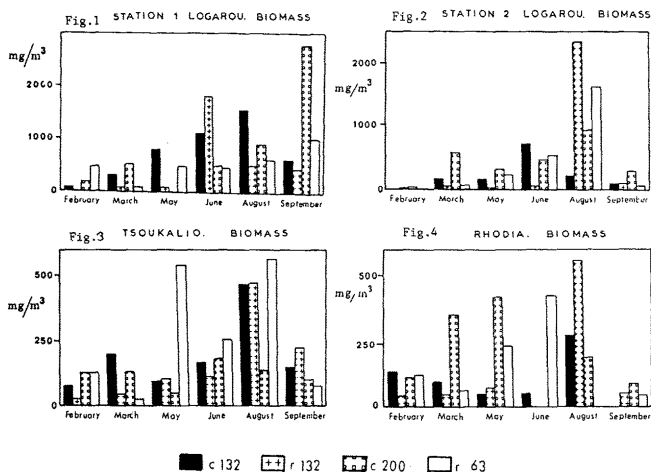 Fig.1 STATION 1 LOGAROU. BIOMASS
mg/m³
2000
1000
0
February March May June August September
Fig.2 STATION 2 LOGAROU. BIOMASS
mg/m³
2000
1000
0
February March May June August September
Fig.3 TSOUKALIO. BIOMASS
mg/m³
500
250
0
February March May June August September
Fig.4 RHODIA. BIOMASS
mg/m³
500
250
0
February March May June August September
c 132 r 132 c 200 r 63